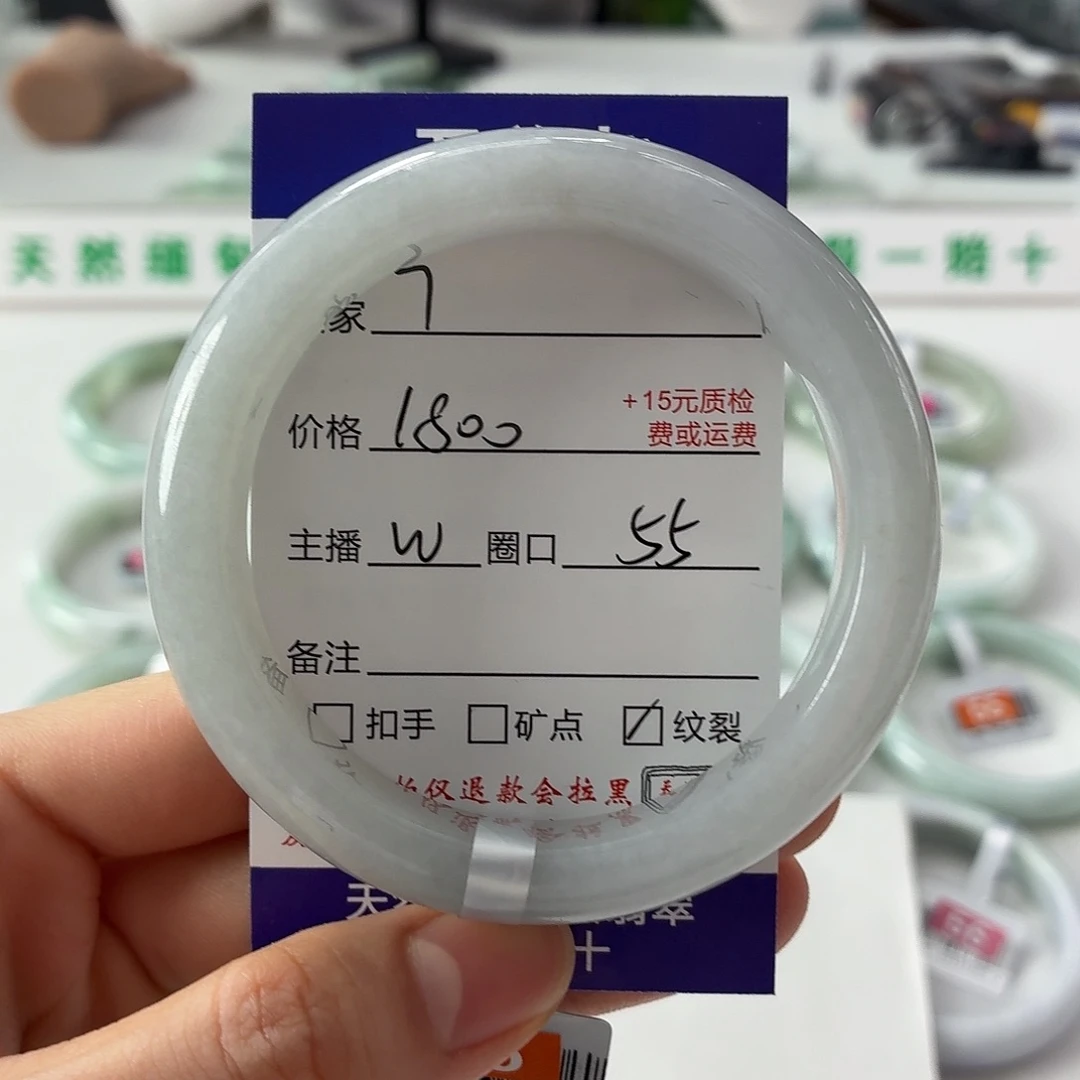 天然缅
一赔十
家 7
价格 1800 +15元质检
费或运费
主播 W 圈口 55
备注
扣手 矿点 纹裂
仅退款会拉黑
翡翠
十